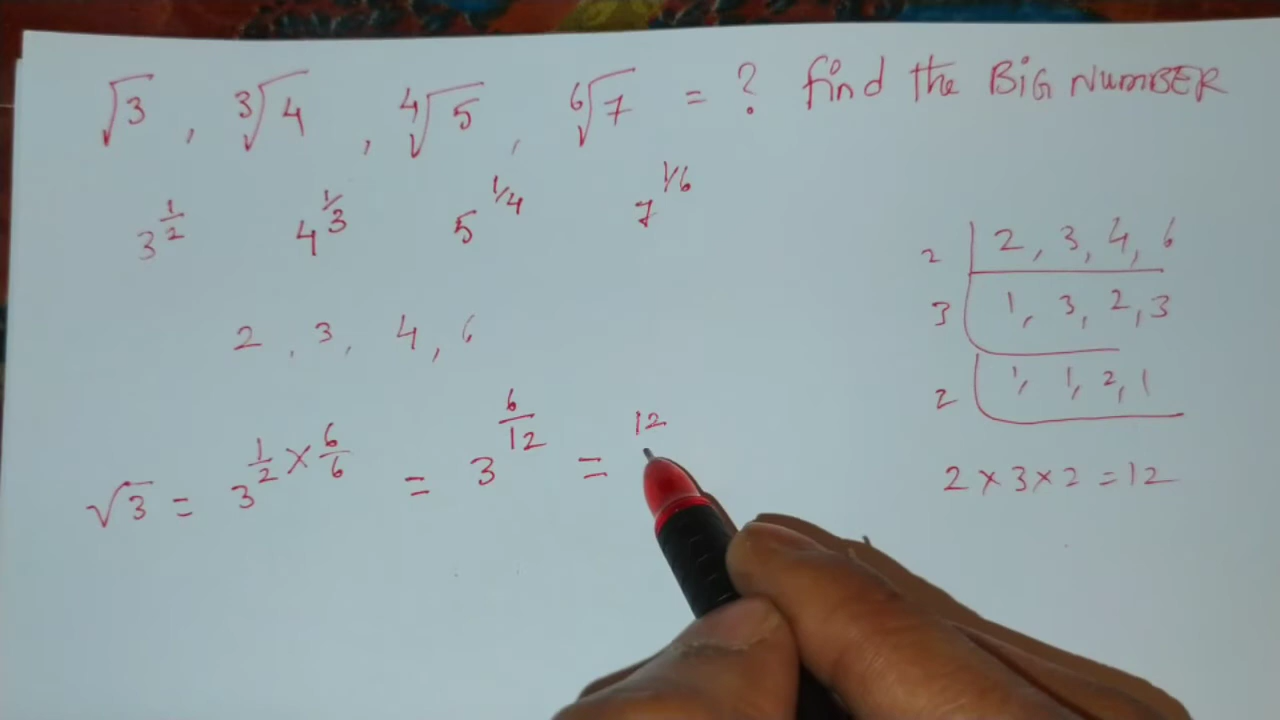 √3 , ∛4 , ∜5 , ⁶√7 = ? find the BIG NUMBER
3^(1/2) 4^(1/3) 5^(1/4) 7^(1/6)
2 | 2 , 3, 4, 6
3 | 1, 3, 2, 3
2 , 3, 4, 6
2 | 1, 1, 2, 1
√3 = 3^(1/2 × 6/6) = 3^(6/12) = 12
2 × 3 × 2 = 12